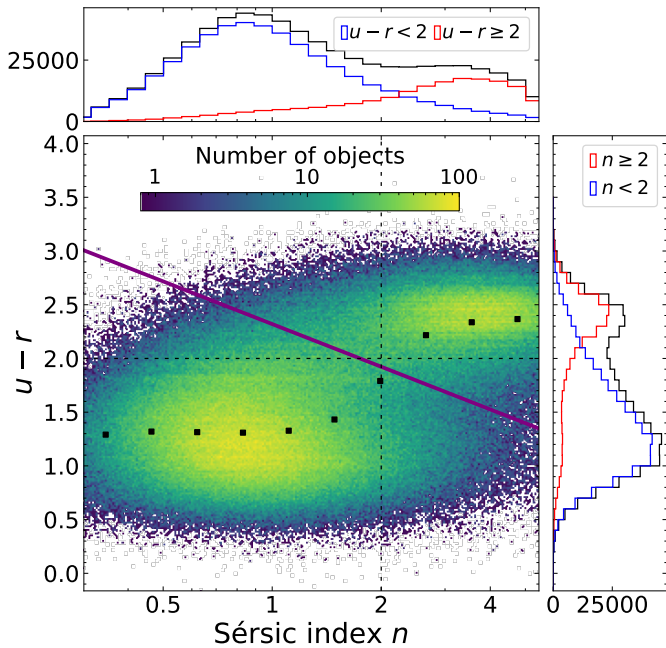 u − r < 2 u − r ≥ 2
25000
0
Number of objects
1 10 100
n ≥ 2
n < 2
4.0
3.5
3.0
2.5
2.0
1.5
1.0
0.5
0.0
u − r
0.5 1 2 4
Sérsic index n
0 25000